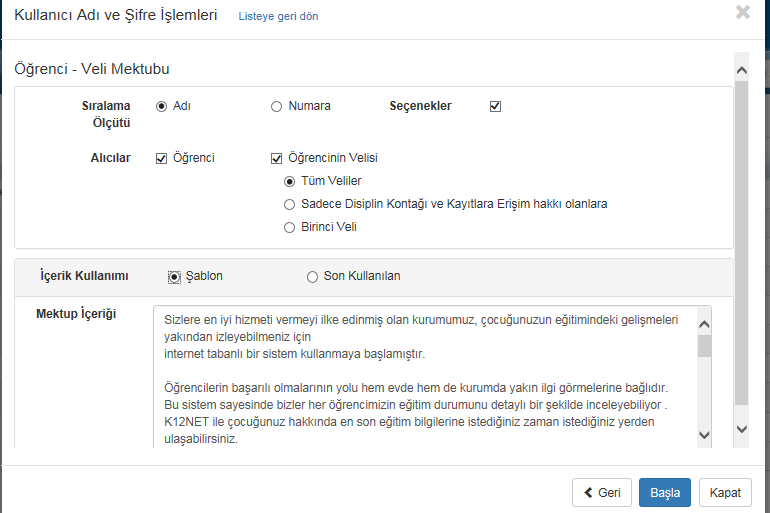 Kullanıcı Adı ve Şifre İşlemleri Listeye geri dön
Öğrenci - Veli Mektubu
Sıralama Ölçütü Adı Numara Seçenekler
Alıcılar Öğrenci Öğrencinin Velisi
Tüm Veliler
Sadece Disiplin Kontağı ve Kayıtlara Erişim hakkı olanlara
Birinci Veli
İçerik Kullanımı Şablon Son Kullanılan
Mektup İçeriği
Sizlere en iyi hizmeti vermeyi ilke edinmiş olan kurumumuz, çocuğunuzun eğitimindeki gelişmeleri
yakından izleyebilmeniz için
internet tabanlı bir sistem kullanmaya başlamıştır.
Öğrencilerin başarılı olmalarının yolu hem evde hem de kurumda yakın ilgi görmelerine bağlıdır.
Bu sistem sayesinde bizler her öğrencimizin eğitim durumunu detaylı bir şekilde inceleyebiliyor .
K12NET ile çocuğunuz hakkında en son eğitim bilgilerine istediğiniz zaman istediğiniz yerden
ulaşabilirsiniz.
Geri Başla Kapat